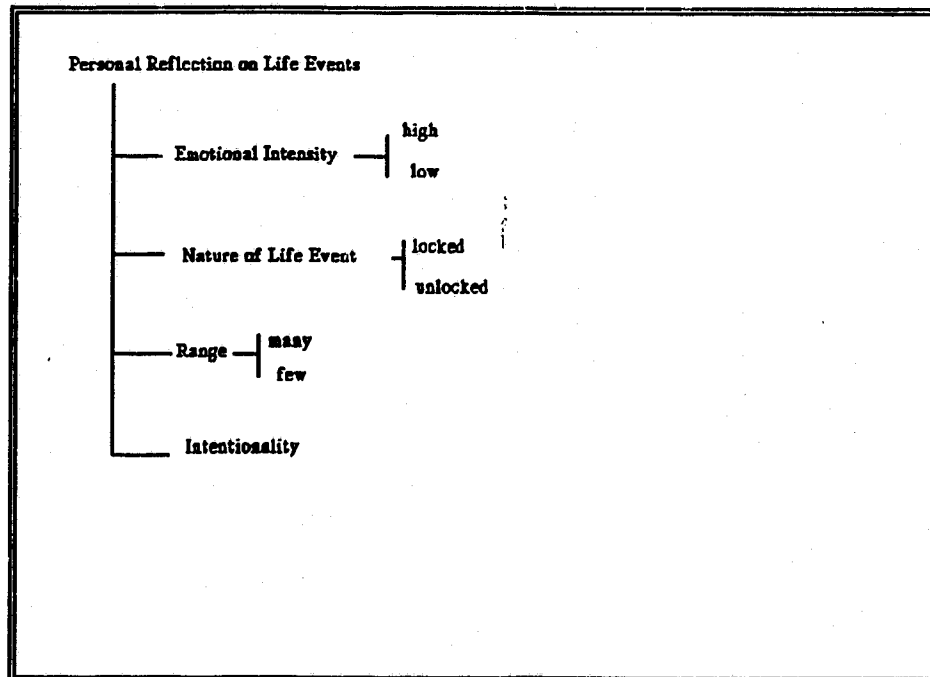 Personal Reflection on Life Events
high
Emotional Intensity
low
locked
Nature of Life Event
unlocked
many
Range
few
Intentionality